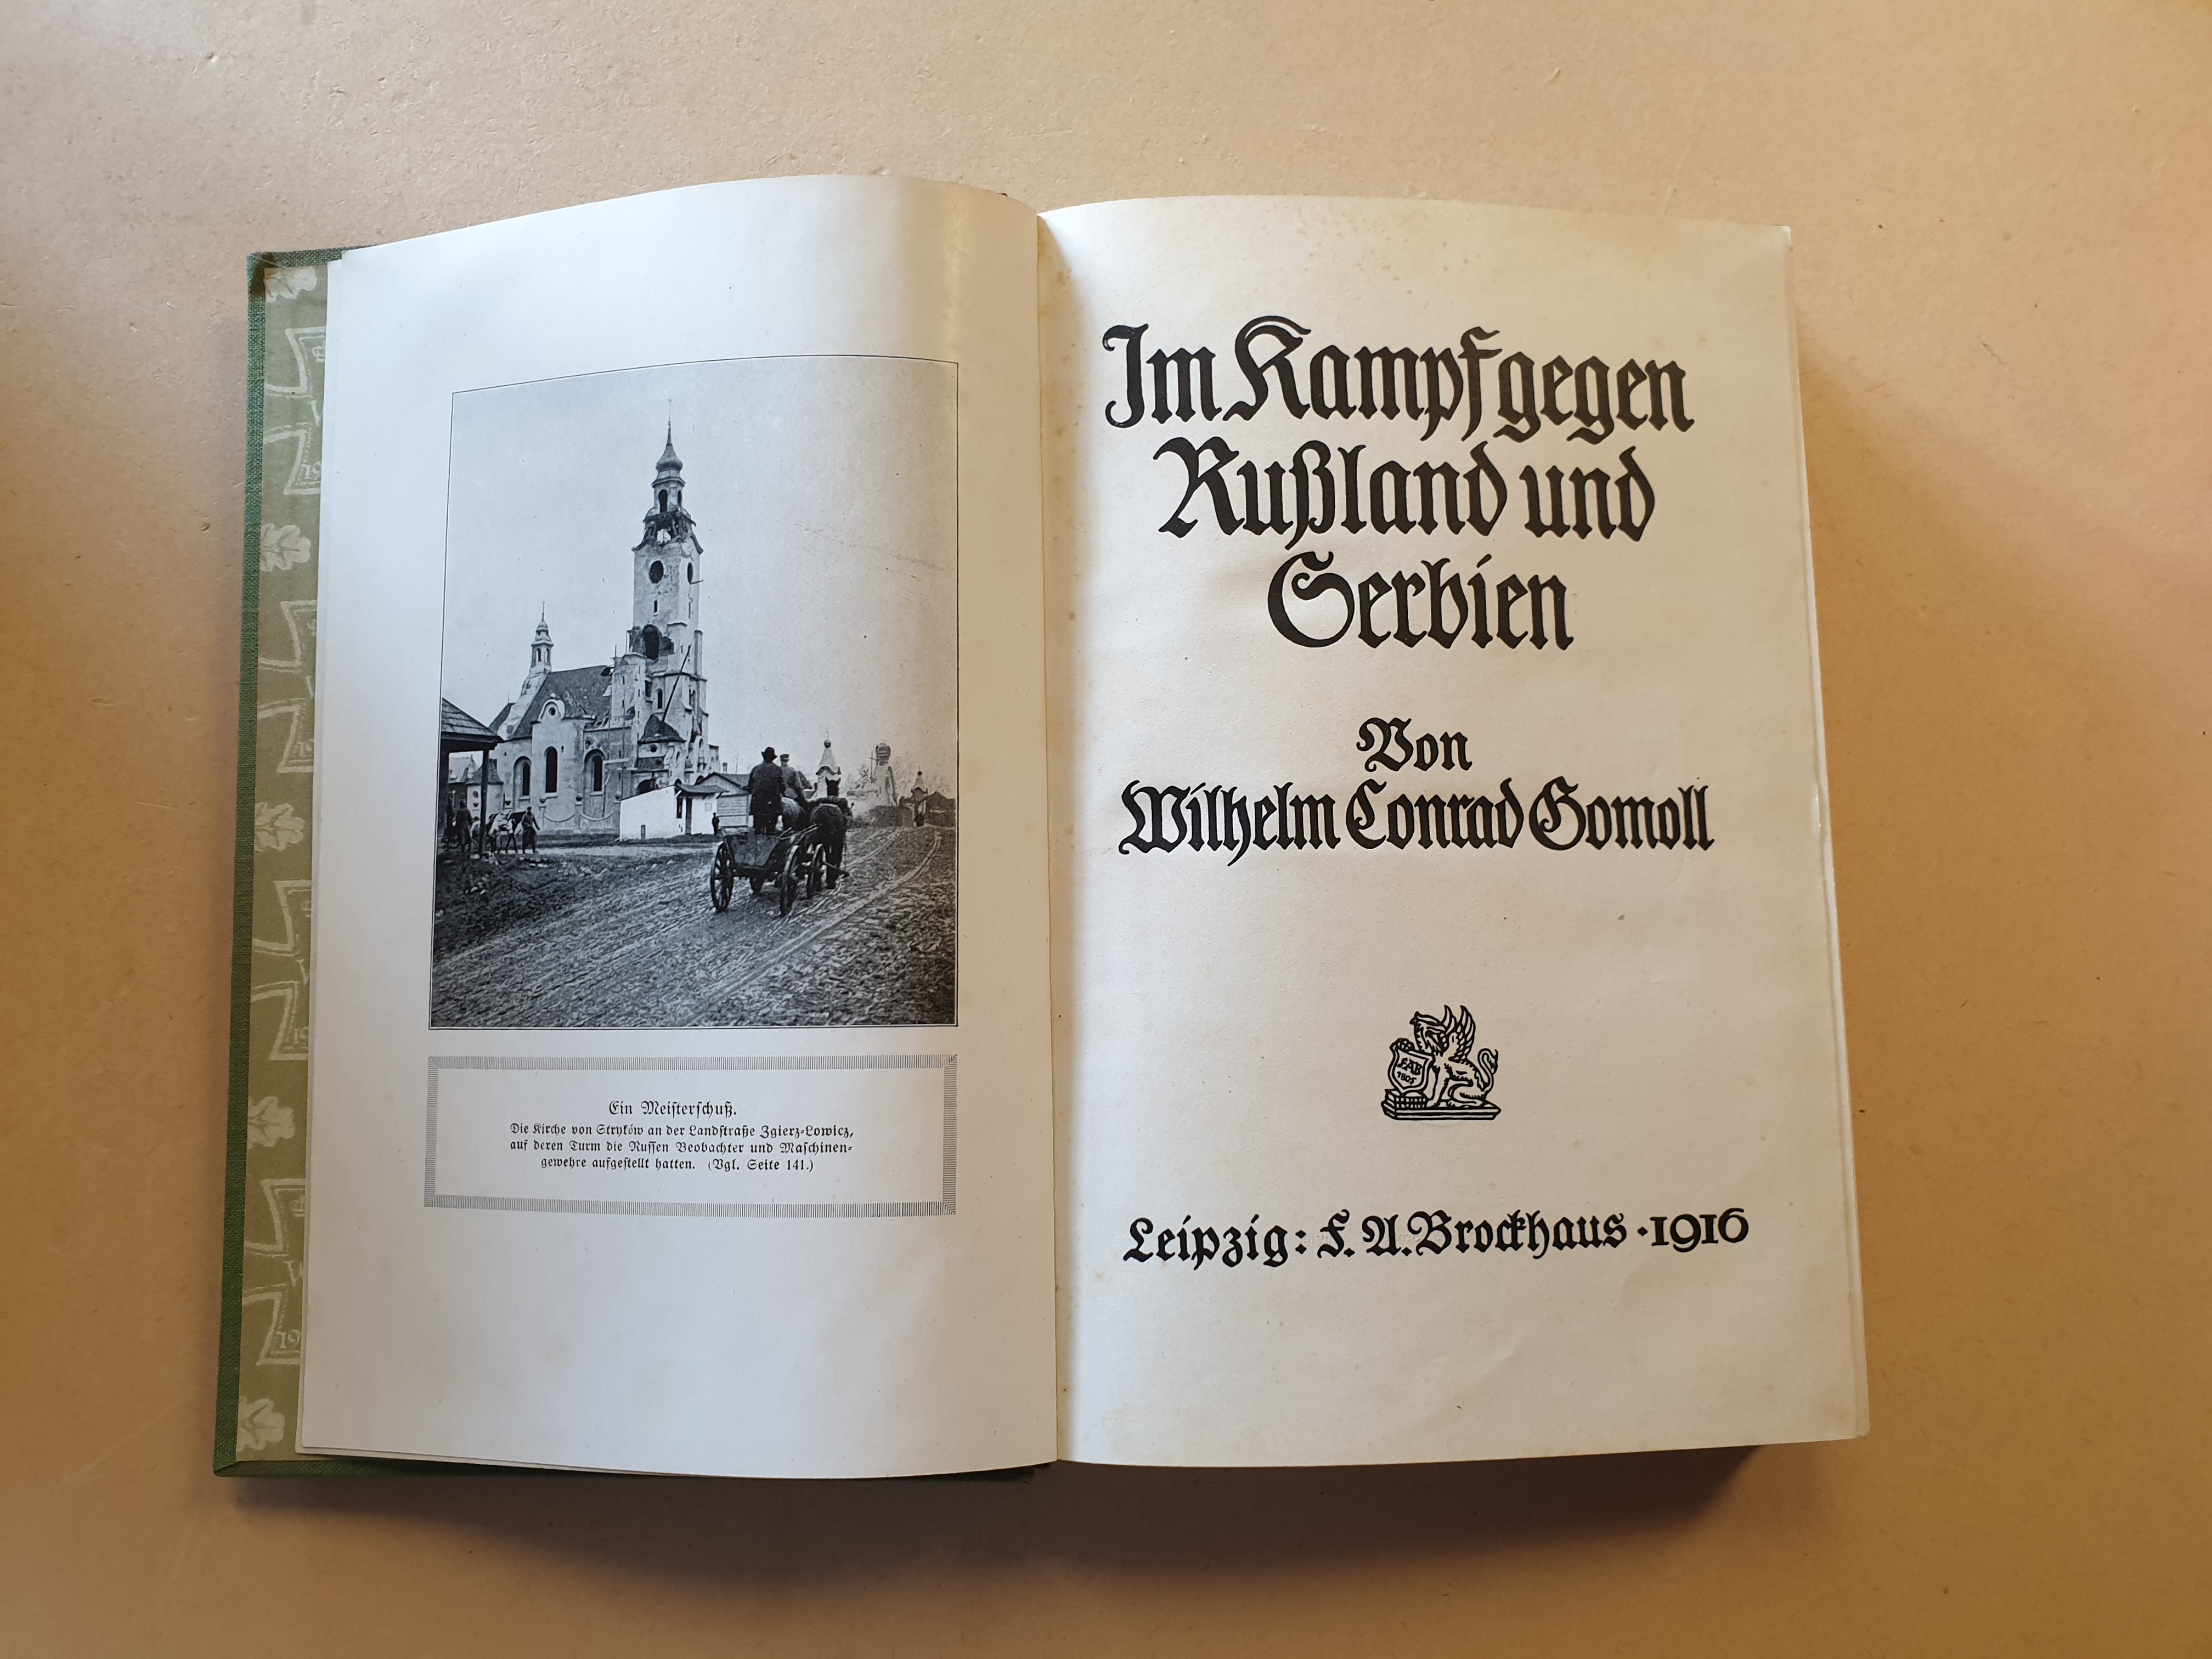 Ein Meisterschuß.
Die Kirche von Stryków an der Landstraße Zgierz-Lowicz,
auf deren Turm die Russen Beobachter und Maschinen-
gewehre aufgestellt hatten. (Vgl. Seite 141.)
Im Kampf gegen
Rußland und
Serbien
Von
Wilhelm Conrad Gomoll
FAB
1805
Leipzig: F. A. Brockhaus · 1916